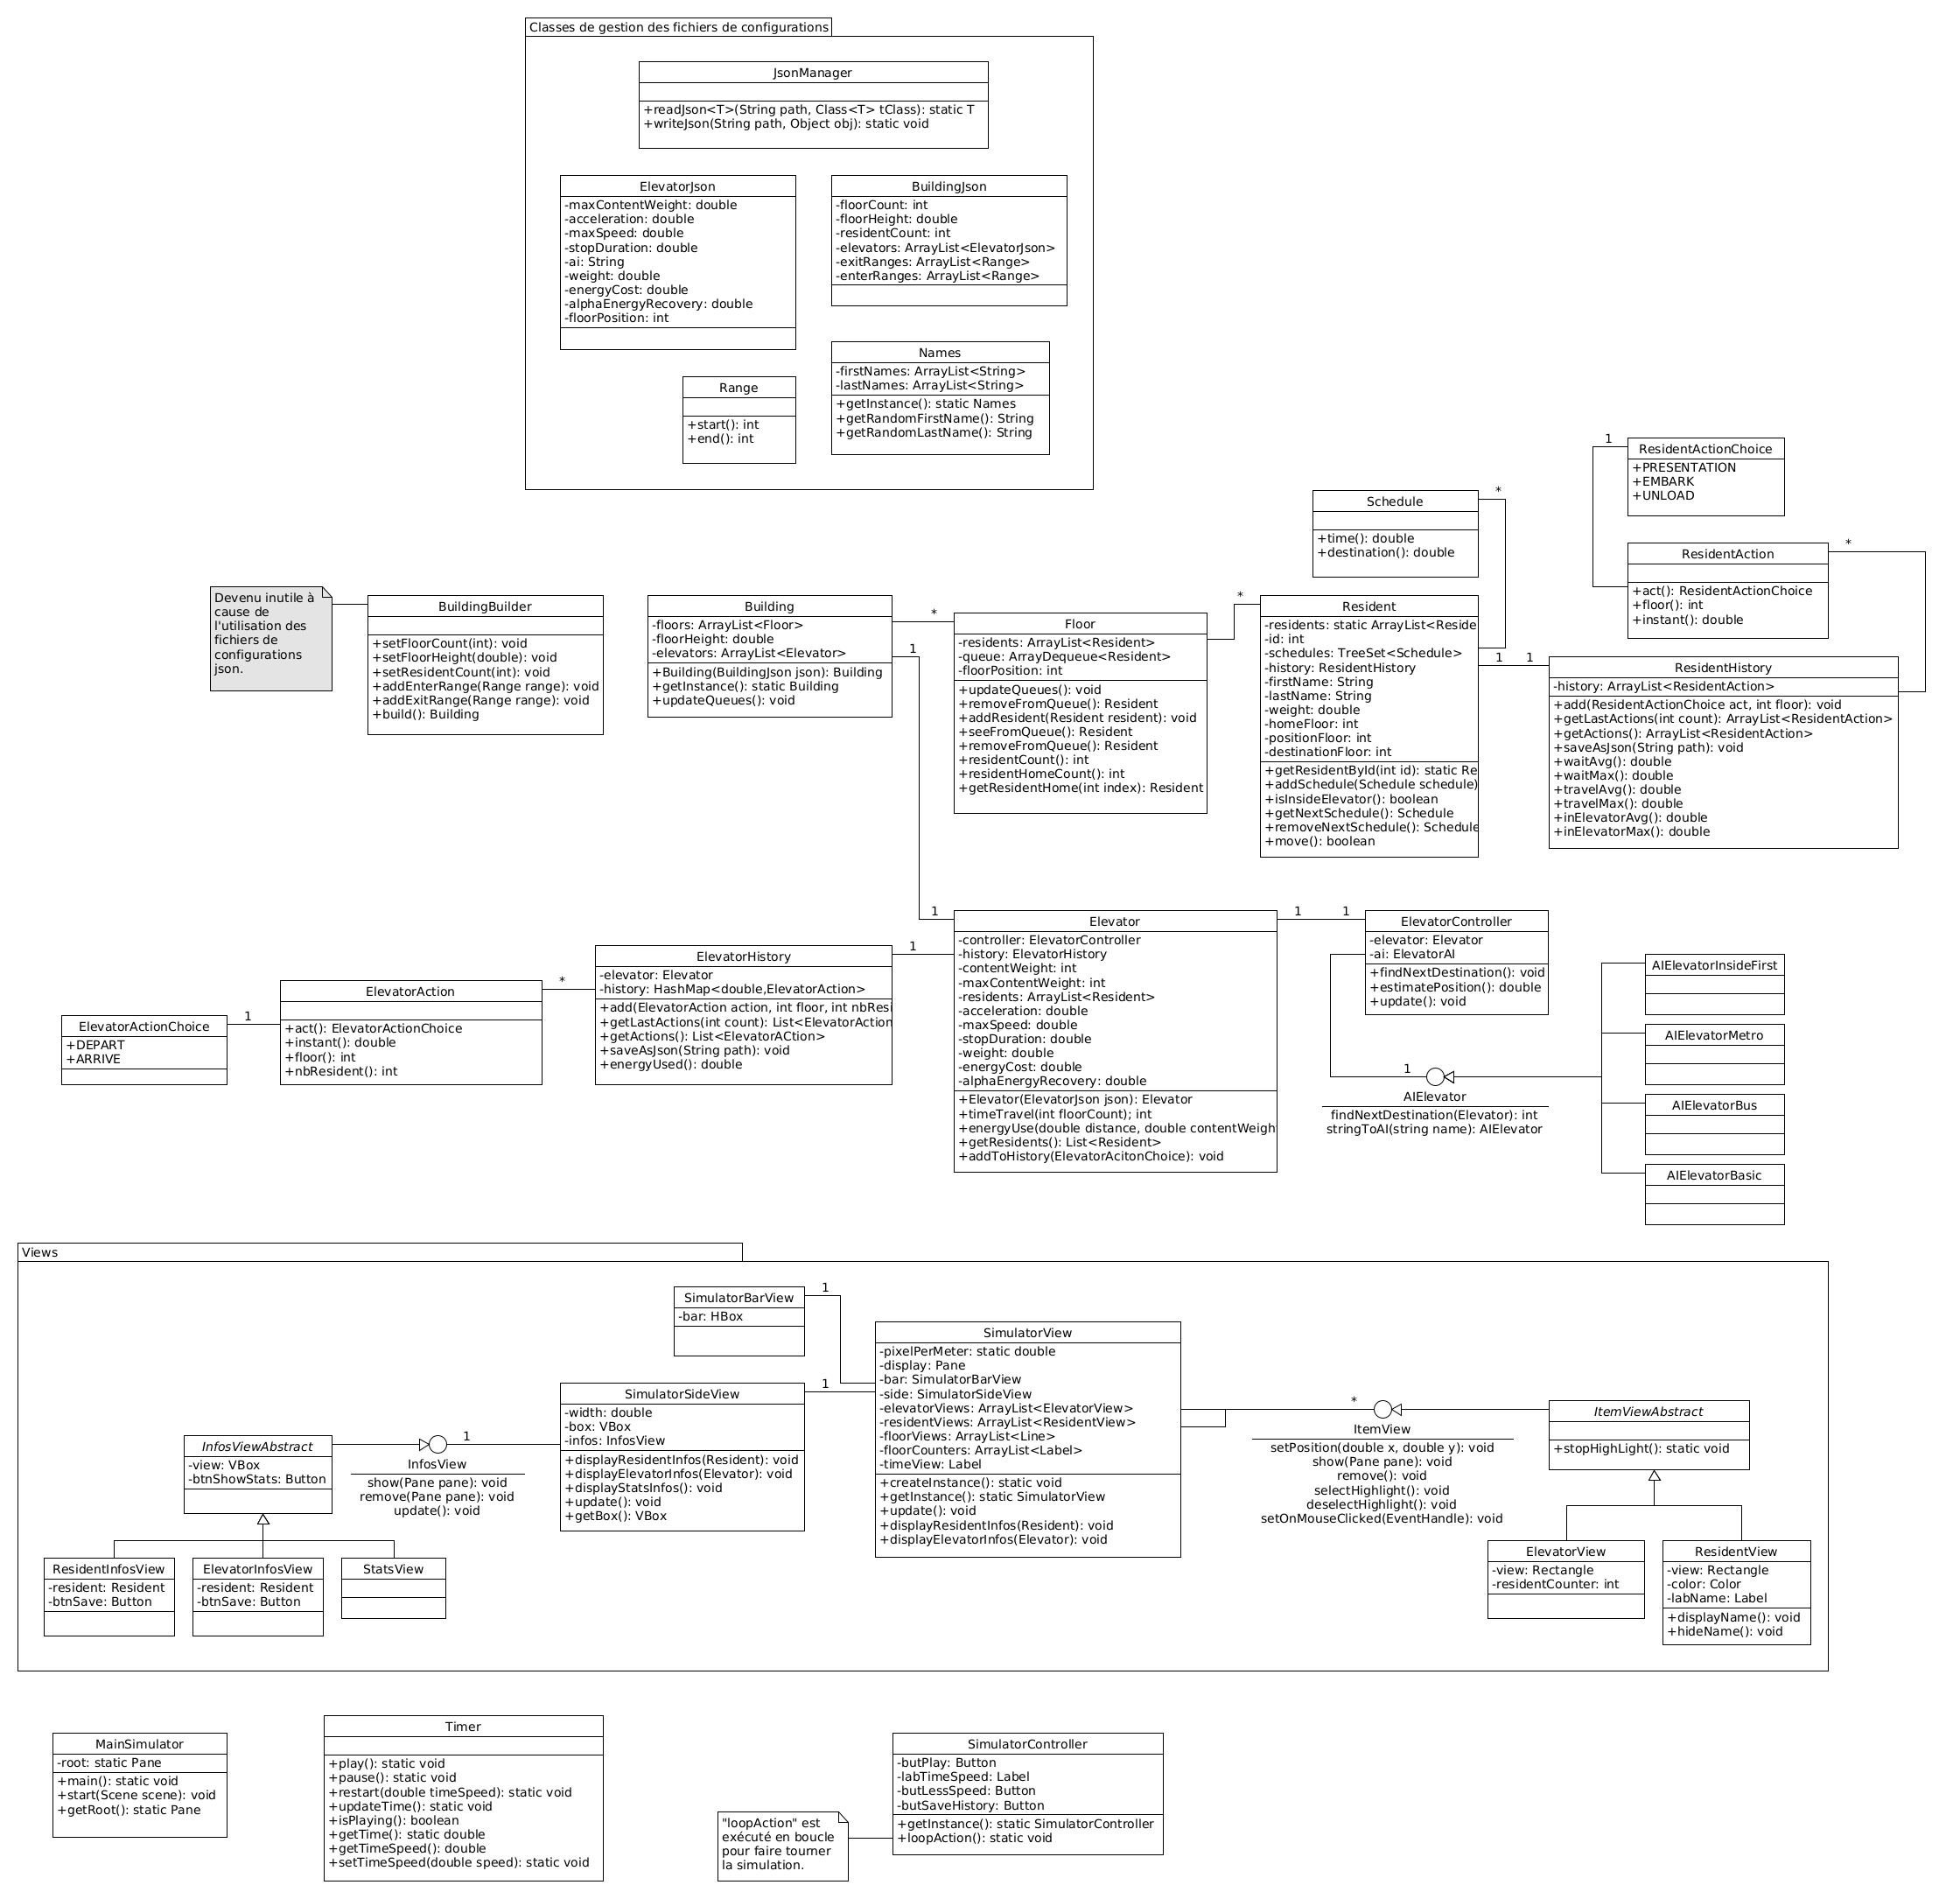 Classes de gestion des fichiers de configurations
JsonManager
+readJson<T>(String path, Class<T> tClass): static T
+writeJson(String path, Object obj): static void
ElevatorJson
-maxContentWeight: double
-acceleration: double
-maxSpeed: double
-stopDuration: double
-ai: String
-weight: double
-energyCost: double
-alphaEnergyRecovery: double
-floorPosition: int
BuildingJson
-floorCount: int
-floorHeight: double
-residentCount: int
-elevators: ArrayList<ElevatorJson>
-exitRanges: ArrayList<Range>
-enterRanges: ArrayList<Range>
Names
-firstNames: ArrayList<String>
-lastNames: ArrayList<String>
+getInstance(): static Names
+getRandomFirstName(): String
+getRandomLastName(): String
Range
+start(): int
+end(): int
1
ResidentActionChoice
+PRESENTATION
+EMBARK
+UNLOAD
Schedule
+time(): double
+destination(): double
*
ResidentAction
+act(): ResidentActionChoice
+floor(): int
+instant(): double
*
Devenu inutile à
cause de
l'utilisation des
fichiers de
configurations
json.
BuildingBuilder
+setFloorCount(int): void
+setFloorHeight(double): void
+setResidentCount(int): void
+addEnterRange(Range range): void
+addExitRange(Range range): void
+build(): Building
Building
-floors: ArrayList<Floor>
-floorHeight: double
-elevators: ArrayList<Elevator>
+Building(BuildingJson json): Building
+getInstance(): static Building
+updateQueues(): void
*
1
Floor
-residents: ArrayList<Resident>
-queue: ArrayDequeue<Resident>
-floorPosition: int
+updateQueues(): void
+removeFromQueue(): Resident
+addResident(Resident resident): void
+seeFromQueue(): Resident
+removeFromQueue(): Resident
+residentCount(): int
+residentHomeCount(): int
+getResidentHome(int index): Resident
*
Resident
-residents: static ArrayList<Reside
-id: int
-schedules: TreeSet<Schedule>
-history: ResidentHistory
-firstName: String
-lastName: String
-weight: double
-homeFloor: int
-positionFloor: int
-destinationFloor: int
+getResidentById(int id): static Re
+addSchedule(Schedule schedule)
+isInsideElevator(): boolean
+getNextSchedule(): Schedule
+removeNextSchedule(): Schedule
+move(): boolean
1 1
ResidentHistory
-history: ArrayList<ResidentAction>
+add(ResidentActionChoice act, int floor): void
+getLastActions(int count): ArrayList<ResidentAction>
+getActions(): ArrayList<ResidentAction>
+saveAsJson(String path): void
+waitAvg(): double
+waitMax(): double
+travelAvg(): double
+travelMax(): double
+inElevatorAvg(): double
+inElevatorMax(): double
ElevatorActionChoice
+DEPART
+ARRIVE
1
ElevatorAction
+act(): ElevatorActionChoice
+instant(): double
+floor(): int
+nbResident(): int
*
ElevatorHistory
-elevator: Elevator
-history: HashMap<double,ElevatorAction>
+add(ElevatorAction action, int floor, int nbResi
+getLastActions(int count): List<ElevatorAction
+getActions(): List<ElevatorACtion>
+saveAsJson(String path): void
+energyUsed(): double
1
1
Elevator
-controller: ElevatorController
-history: ElevatorHistory
-contentWeight: int
-maxContentWeight: int
-residents: ArrayList<Resident>
-acceleration: double
-maxSpeed: double
-stopDuration: double
-weight: double
-energyCost: double
-alphaEnergyRecovery: double
+Elevator(ElevatorJson json): Elevator
+timeTravel(int floorCount); int
+energyUse(double distance, double contentWeigh
+getResidents(): List<Resident>
+addToHistory(ElevatorAcitonChoice): void
1 1
ElevatorController
-elevator: Elevator
-ai: ElevatorAI
+findNextDestination(): void
+estimatePosition(): double
+update(): void
1
AIElevator
findNextDestination(Elevator): int
stringToAI(string name): AIElevator
AIElevatorInsideFirst
AIElevatorMetro
AIElevatorBus
AIElevatorBasic
Views
SimulatorBarView
-bar: HBox
1
SimulatorSideView
-width: double
-box: VBox
-infos: InfosView
+displayResidentInfos(Resident): void
+displayElevatorInfos(Elevator): void
+displayStatsInfos(): void
+update(): void
+getBox(): VBox
1
SimulatorView
-pixelPerMeter: static double
-display: Pane
-bar: SimulatorBarView
-side: SimulatorSideView
-elevatorViews: ArrayList<ElevatorView>
-residentViews: ArrayList<ResidentView>
-floorViews: ArrayList<Line>
-floorCounters: ArrayList<Label>
-timeView: Label
+createInstance(): static void
+getInstance(): static SimulatorView
+update(): void
+displayResidentInfos(Resident): void
+displayElevatorInfos(Elevator): void
*
ItemView
setPosition(double x, double y): void
show(Pane pane): void
remove(): void
selectHighlight(): void
deselectHighlight(): void
setOnMouseClicked(EventHandle): void
ItemViewAbstract
+stopHighLight(): static void
InfosViewAbstract
-view: VBox
-btnShowStats: Button
1
InfosView
show(Pane pane): void
remove(Pane pane): void
update(): void
ResidentInfosView
-resident: Resident
-btnSave: Button
ElevatorInfosView
-resident: Resident
-btnSave: Button
StatsView
ElevatorView
-view: Rectangle
-residentCounter: int
ResidentView
-view: Rectangle
-color: Color
-labName: Label
+displayName(): void
+hideName(): void
MainSimulator
-root: static Pane
+main(): static void
+start(Scene scene): void
+getRoot(): static Pane
Timer
+play(): static void
+pause(): static void
+restart(double timeSpeed): static void
+updateTime(): static void
+isPlaying(): boolean
+getTime(): static double
+getTimeSpeed(): double
+setTimeSpeed(double speed): static void
"loopAction" est
exécuté en boucle
pour faire tourner
la simulation.
SimulatorController
-butPlay: Button
-labTimeSpeed: Label
-butLessSpeed: Button
-butSaveHistory: Button
+getInstance(): static SimulatorController
+loopAction(): static void